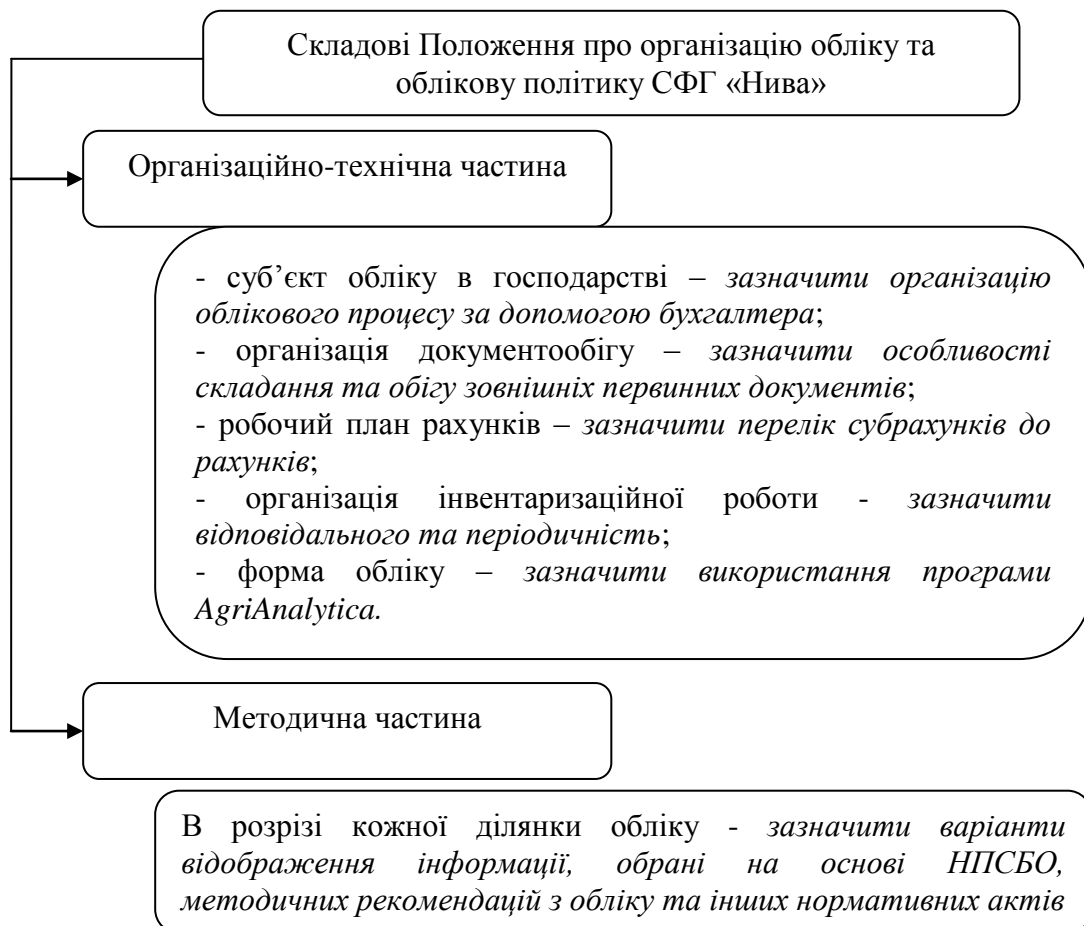 Складові Положення про організацію обліку та
облікову політику СФГ «Нива»
Організаційно-технічна частина
- суб’єкт обліку в господарстві – зазначити організацію
облікового процесу за допомогою бухгалтера;
- організація документообігу – зазначити особливості
складання та обігу зовнішніх первинних документів;
- робочий план рахунків – зазначити перелік субрахунків до
рахунків;
- організація інвентаризаційної роботи - зазначити
відповідального та періодичність;
- форма обліку – зазначити використання програми
AgriAnalytica.
Методична частина
В розрізі кожної ділянки обліку - зазначити варіанти
відображення інформації, обрані на основі НПСБО,
методичних рекомендацій з обліку та інших нормативних актів